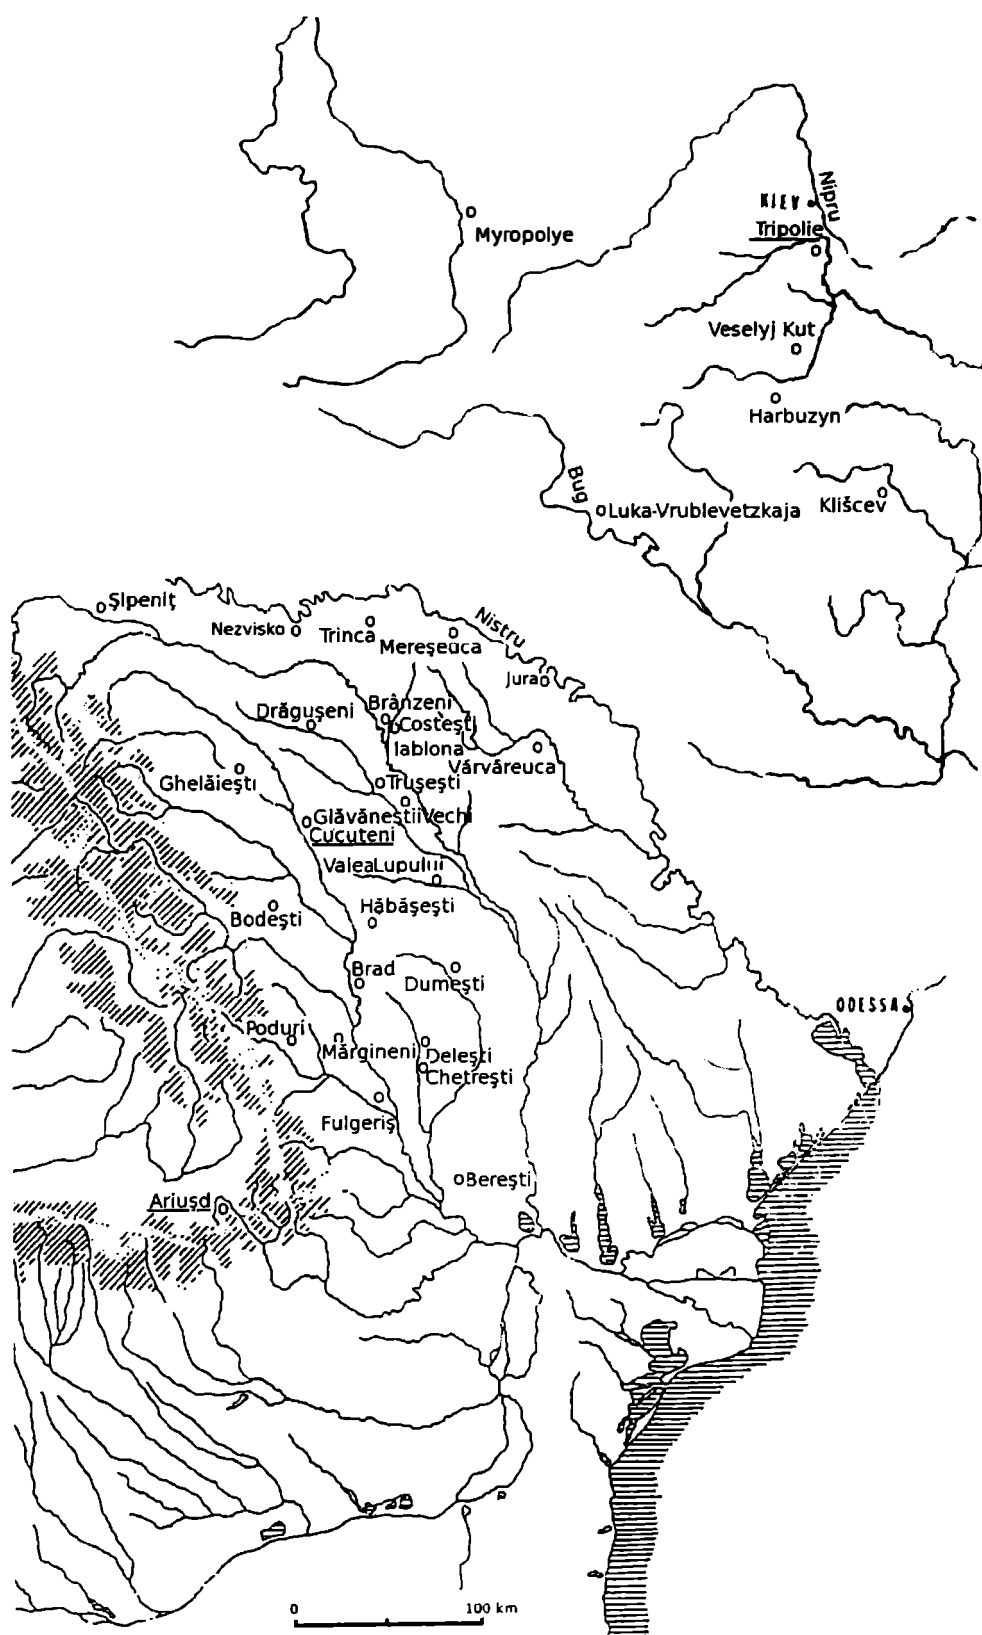 Nipru
KIEV
Tripolie
Myropolye
Veselyj Kut
Harbuzyn
Bug
Luka-Vrublevetzkaja
Klišcev
Şipeniţ
Nezvisko
Trinca
Nistru
Mereşeuca
Jura
Drăguşeni
Brânzeni
Costeşti
Iablona
Vărvăreuca
Ghelăieşti
Truşeşti
Glăvăneştii Vechi
Cucuteni
Valea Lupului
Bodeşti
Hăbăşeşti
Brad
Dumeşti
ODESSA
Poduri
Mărgineni
Deleşti
Chetreşti
Fulgeriş
Bereşti
Ariuşd
0 100 km